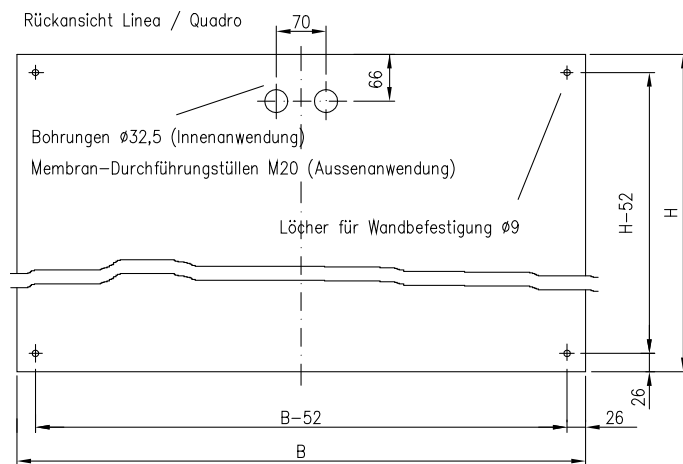 Rückansicht Linea / Quadro
70
66
Bohrungen ø32,5 (Innenanwendung)
Membran-Durchführungstüllen M20 (Aussenanwendung)
Löcher für Wandbefestigung ø9
H-52
H
26
B-52
26
B